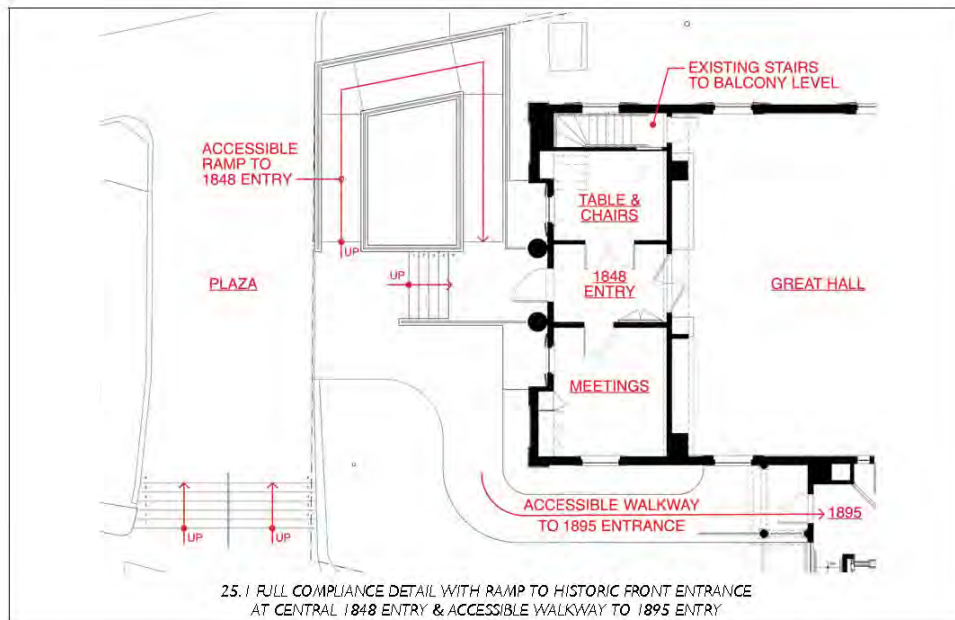 EXISTING STAIRS
TO BALCONY LEVEL
ACCESSIBLE
RAMP TO
1848 ENTRY
TABLE &
CHAIRS
UP
UP
1848
ENTRY
PLAZA
GREAT HALL
MEETINGS
ACCESSIBLE WALKWAY
TO 1895 ENTRANCE
1895
UP
UP
25.1 FULL COMPLIANCE DETAIL WITH RAMP TO HISTORIC FRONT ENTRANCE
AT CENTRAL 1848 ENTRY & ACCESSIBLE WALKWAY TO 1895 ENTRY